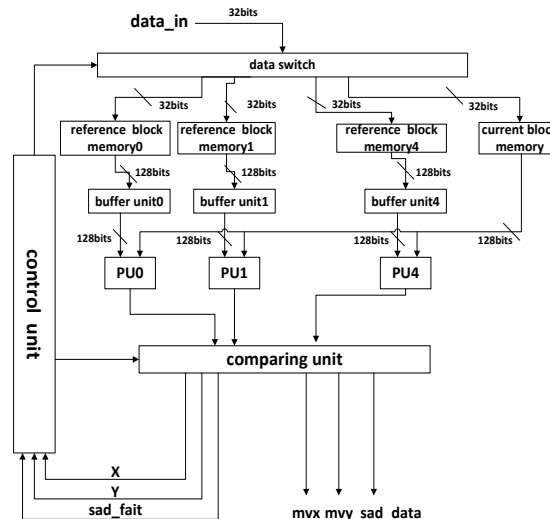 32bits
data_in
data switch
32bits 32bits 32bits 32bits
reference block memory0
reference block memory1
reference block memory4
current block memory
128bits 128bits 128bits
buffer unit0 buffer unit1 buffer unit4
128bits 128bits 128bits 128bits
PU0 PU1 PU4
control unit
comparing unit
X
Y
sad_fait
mvx mvy sad_data